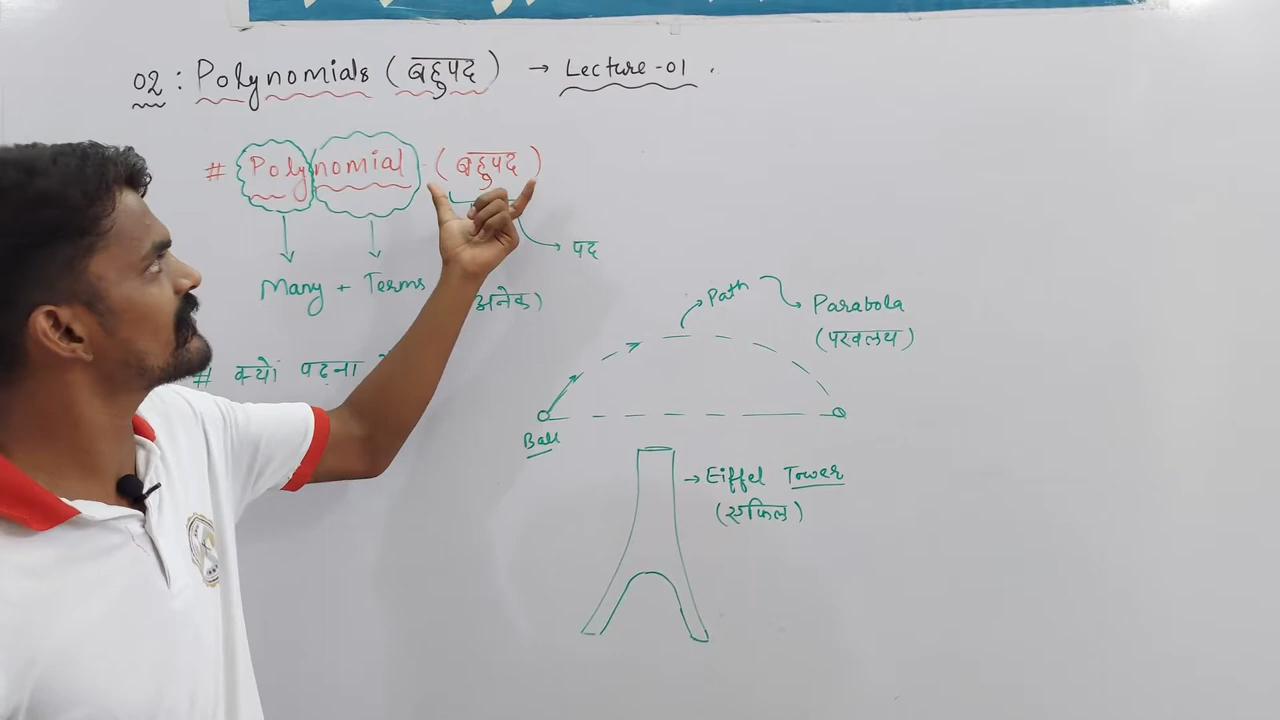 02 : Polynomials (बहुपद) → Lecture-01 .
# Polynomial (बहुपद)
→ पद
Many + Terms
अनेक)
# क्यों पढ़ना
Path
Parabola
(परवलय)
Ball
→ Eiffel Tower
(एफिल)